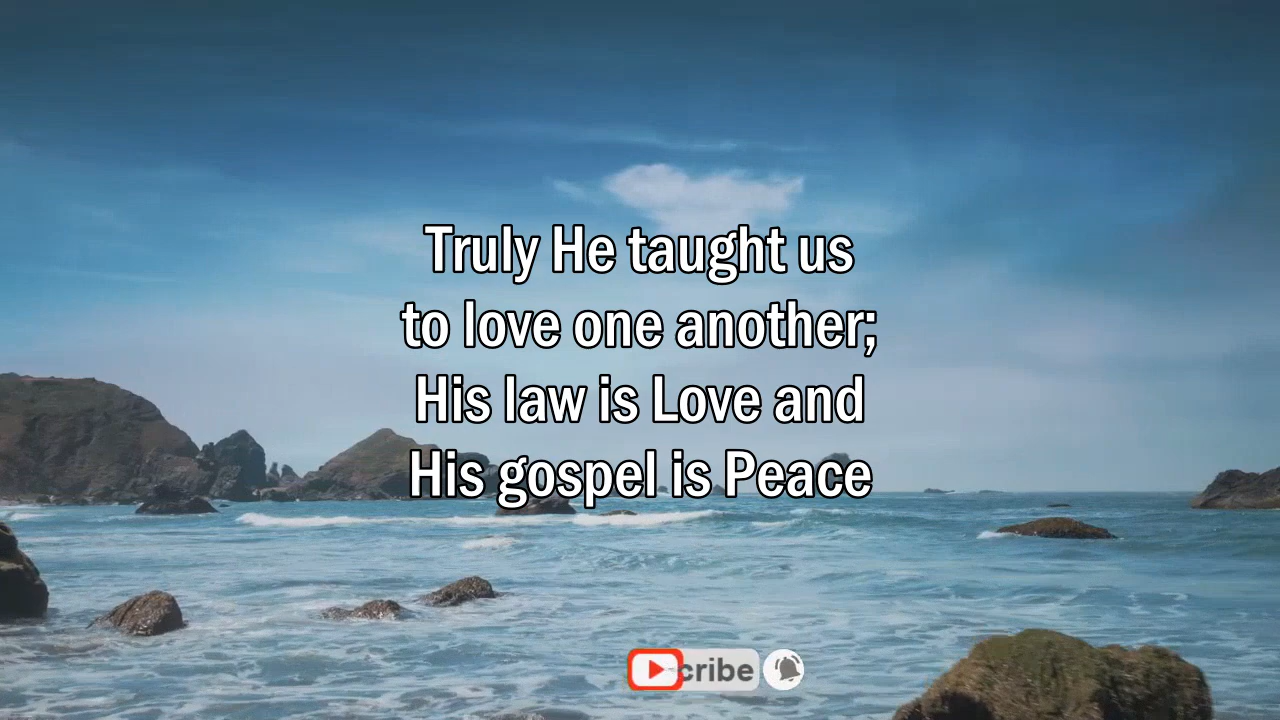 Truly He taught us
to love one another;
His law is Love and
His gospel is Peace
cribe